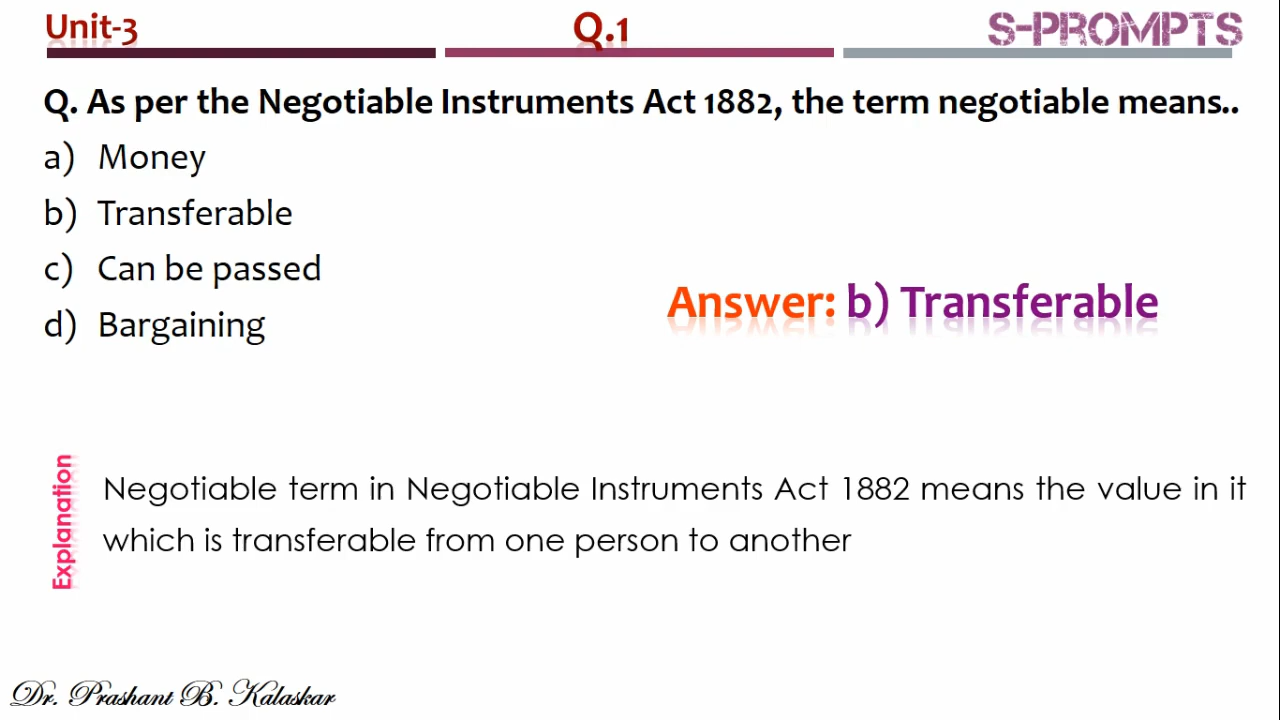 Unit-3
Q.1
S-PROMPTS
Q. As per the Negotiable Instruments Act 1882, the term negotiable means..
a) Money
b) Transferable
c) Can be passed
d) Bargaining
Answer: b) Transferable
Explanation
Negotiable term in Negotiable Instruments Act 1882 means the value in it
which is transferable from one person to another
Dr. Prashant B. Kalaskar